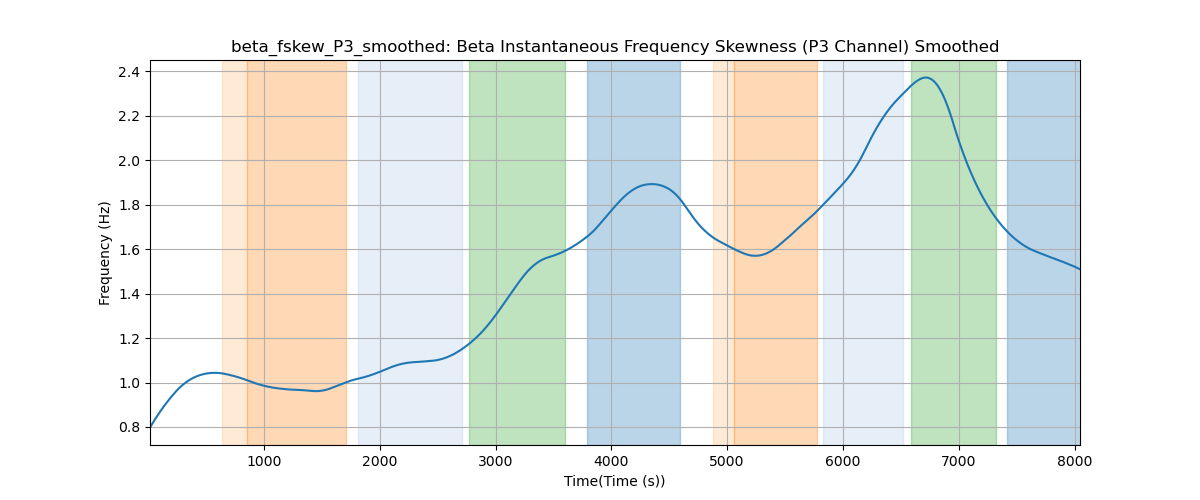 beta_fskew_P3_smoothed: Beta Instantaneous Frequency Skewness (P3 Channel) Smoothed
2.4
2.2
2.0
1.8
1.6
1.4
1.2
1.0
0.8
Frequency (Hz)
1000 2000 3000 4000 5000 6000 7000 8000
Time(Time (s))